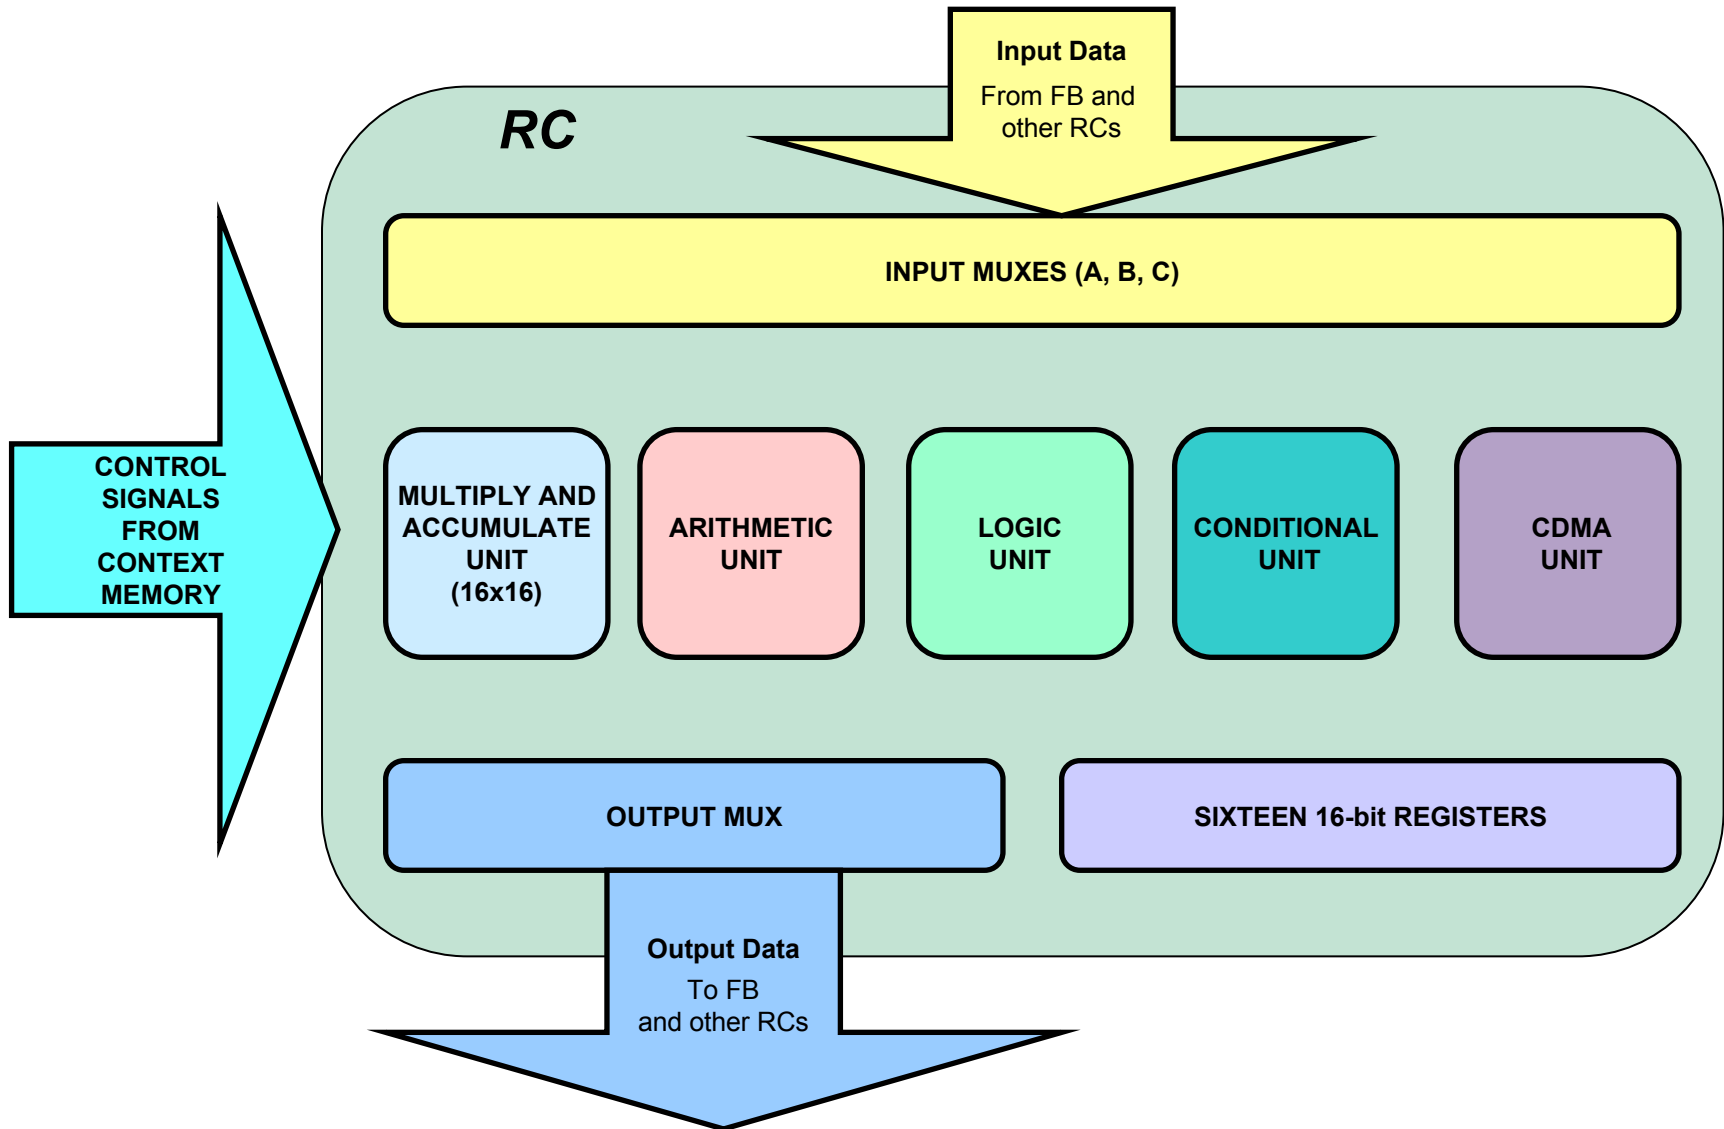 Input Data
From FB and
other RCs
RC
INPUT MUXES (A, B, C)
CONTROL
SIGNALS
FROM
CONTEXT
MEMORY
MULTIPLY AND
ACCUMULATE
UNIT
(16x16)
ARITHMETIC
UNIT
LOGIC
UNIT
CONDITIONAL
UNIT
CDMA
UNIT
OUTPUT MUX
SIXTEEN 16-bit REGISTERS
Output Data
To FB
and other RCs